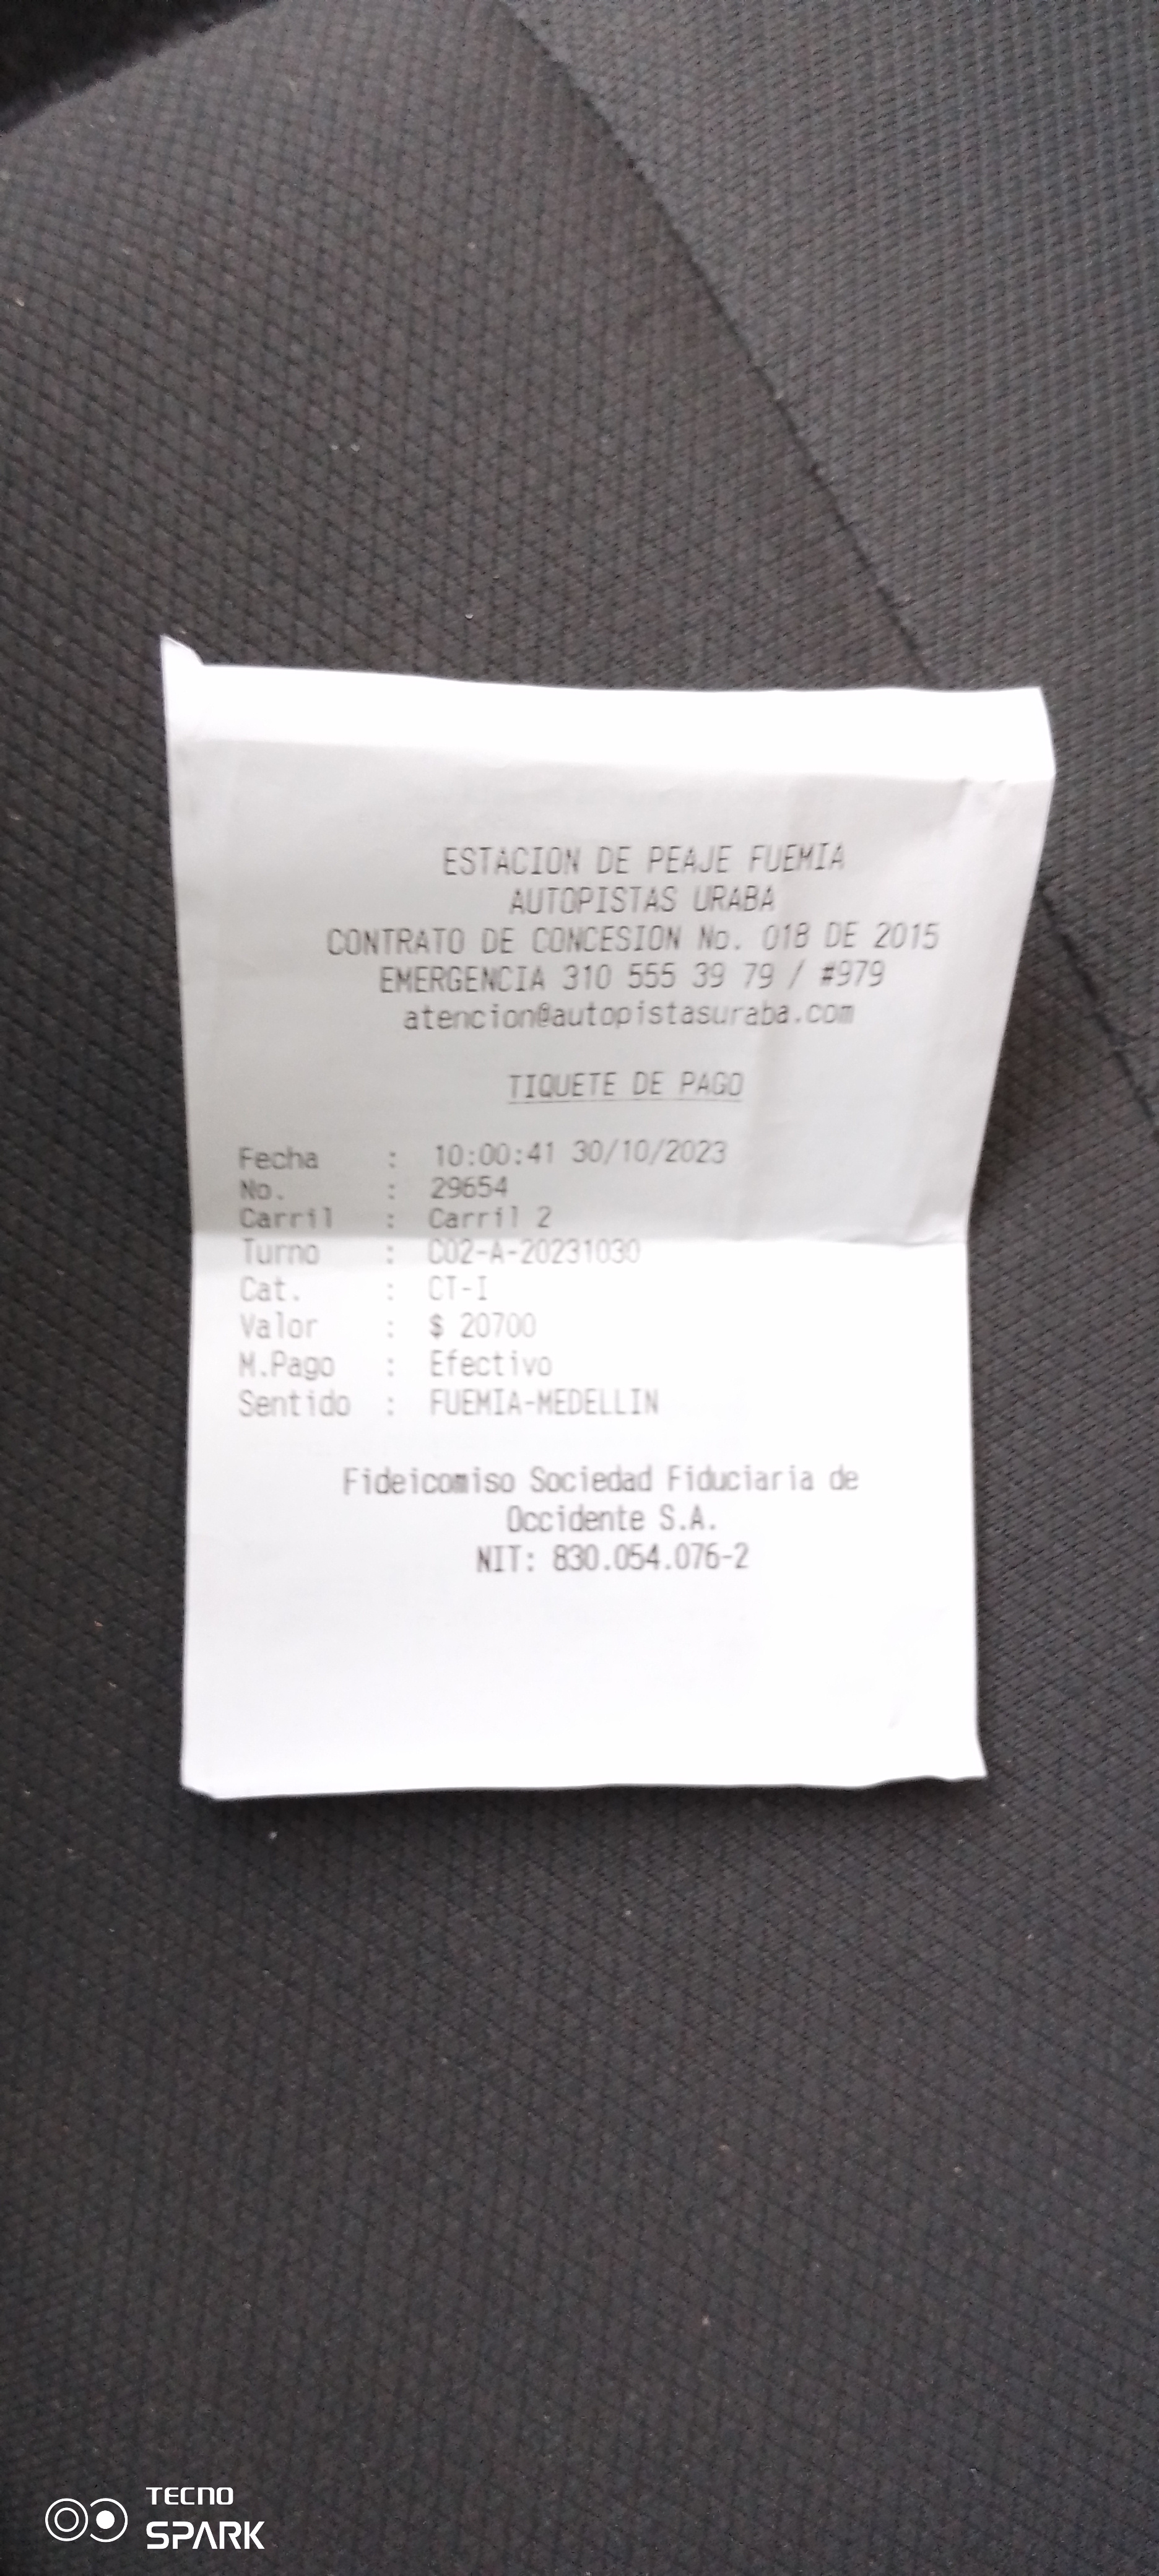 ESTACION DE PEAJE FUEMIA
AUTOPISTAS URABA
CONTRATO DE CONCESION No. 018 DE 2015
EMERGENCIA 310 555 39 79 / #979
atencion@autopistasuraba.com
TIQUETE DE PAGO
Fecha : 10:00:41 30/10/2023
No. : 29654
Carril : Carril 2
Turno : C02-A-20231030
Cat. : CT-I
Valor : $ 20700
M.Pago : Efectivo
Sentido : FUEMIA-MEDELLIN
Fideicomiso Sociedad Fiduciaria de
Occidente S.A.
NIT: 830.054.076-2
TECNO
SPARK